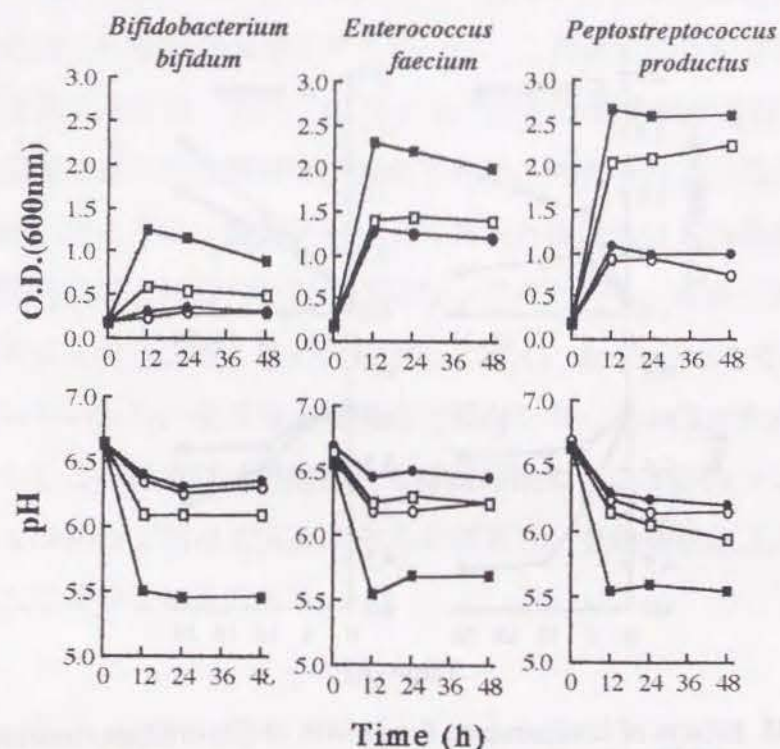 Bifidobacterium
bifidum
Enterococcus
faecium
Peptostreptococcus
productus
O.D.(600nm)
3.0
2.5
2.0
1.5
1.0
0.5
0.0
0 12 24 36 48
3.0
2.5
2.0
1.5
1.0
0.5
0.0
0 12 24 36 48
3.0
2.5
2.0
1.5
1.0
0.5
0.0
0 12 24 36 48
pH
7.0
6.5
6.0
5.5
5.0
0 12 24 36 48
7.0
6.5
6.0
5.5
5.0
0 12 24 36 48
7.0
6.5
6.0
5.5
5.0
0 12 24 36 48
Time (h)